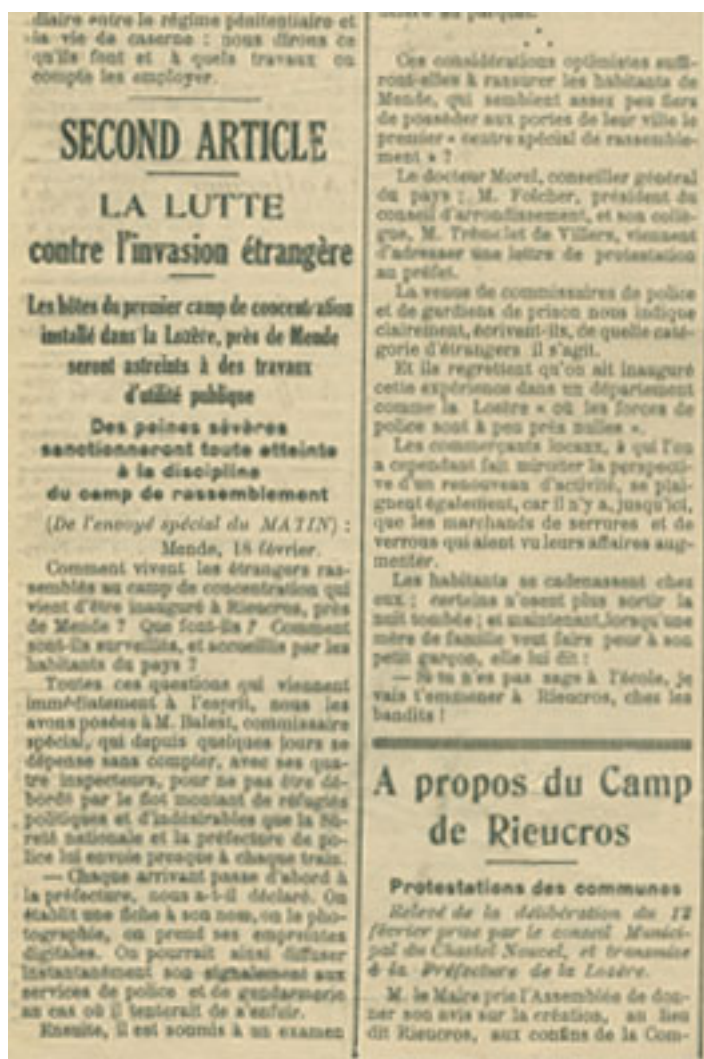 diaire entre le régime pénitentiaire et
la vie de caserne : nous dirons ce
qu'ils font et à quels travaux on
compte les employer.
SECOND ARTICLE
LA LUTTE
contre l'invasion étrangère
Les hôtes du premier camp de concentration
installé dans la Lozère, près de Mende
seront astreints à des travaux
d'utilité publique
Des peines sévères
sanctionneront toute atteinte
à la discipline
du camp de rassemblement
(De l'envoyé spécial du MATIN) :
Mende, 18 février.
Comment vivent les étrangers ras-
semblés au camp de concentration qui
vient d'être inauguré à Rieucros, près
de Mende ? Que font-ils ? Comment
sont-ils surveillés, et accueillis par les
habitants du pays ?
Toutes ces questions qui viennent
immédiatement à l'esprit, nous les
avons posées à M. Balent, commissaire
spécial, qui depuis quelques jours se
dépense sans compter, avec ses qua-
tre inspecteurs, pour ne pas être dé-
bordé par le flot montant de réfugiés
politiques et d'indésirables que la Sû-
reté nationale et la préfecture de po-
lice lui envoie presque à chaque train.
— Chaque arrivant passe d'abord à
la préfecture, nous a-t-il déclaré. On
établit une fiche à son nom, on le pho-
tographie, on prend ses empreintes
digitales. On pourrait ainsi diffuser
instantanément son signalement aux
services de police et de gendarmerie
au cas où il tenterait de s'enfuir.
Ensuite, il est soumis à un examen
Ces considérations optimistes suffi-
ront-elles à rassurer les habitants de
Mende, qui semblent assez peu fiers
de posséder aux portes de leur ville le
premier « centre spécial de rassemble-
ment » ?
Le docteur Morel, conseiller général
du pays ; M. Folcher, président du
conseil d'arrondissement, et son collè-
gue, M. de Villers, viennent
d'adresser une lettre de protestation
au préfet.
La venue de commissaires de police
et de gardiens de prison nous indique
clairement, écrivent-ils, de quelle caté-
gorie d'étrangers il s'agit.
Et ils regrettent qu'on ait inauguré
cette expérience dans un département
comme la Lozère « où les forces de
police sont à peu près nulles ».
Les commerçants locaux, à qui l'on
a cependant fait miroiter la perspecti-
ve d'un renouveau d'activité, se plai-
gnent également, car il n'y a, jusqu'ici,
que les marchands de serrures et de
verrous qui aient vu leurs affaires aug-
menter.
Les habitants se cadenassent chez
eux ; certains n'osent plus sortir la
nuit tombée ; et maintenant, lorsqu'une
mère de famille veut faire peur à son
petit garçon, elle lui dit :
— Si tu n'es pas sage à l'école, je
vais t'emmener à Rieucros, chez les
bandits !
A propos du Camp
de Rieucros
Protestations des communes
Relevé de la délibération du 12
février prise par le conseil Munici-
pal du Chastel Nouvel, et transmise
à la Préfecture de la Lozère.
M. le Maire prie l'Assemblée de don-
ner son avis sur la création, au lieu
dit Rieucros, aux confins de la Com-